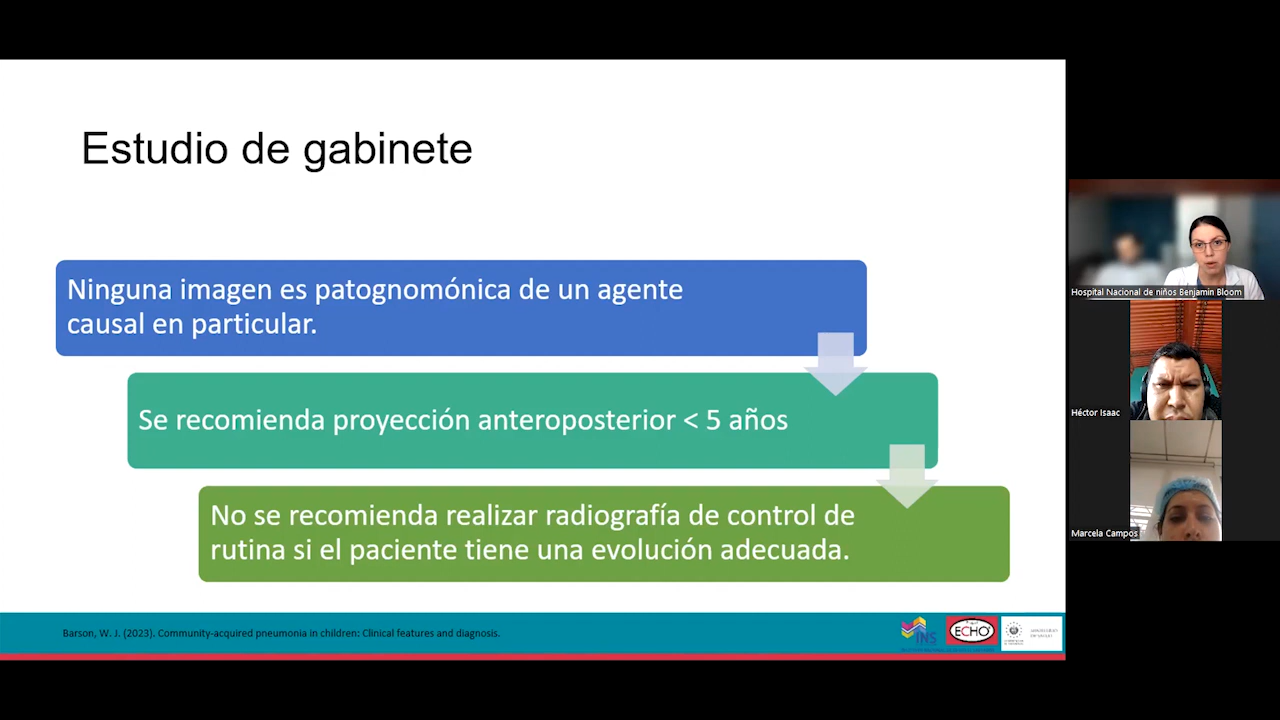 Estudio de gabinete
Ninguna imagen es patognomónica de un agente
causal en particular.
Se recomienda proyección anteroposterior < 5 años
No se recomienda realizar radiografía de control de
rutina si el paciente tiene una evolución adecuada.
Barson, W. J. (2023). Community-acquired pneumonia in children: Clinical features and diagnosis.
INS
ECHO
Hospital Nacional de niños Benjamin Bloom
Héctor Isaac
Marcela Campos